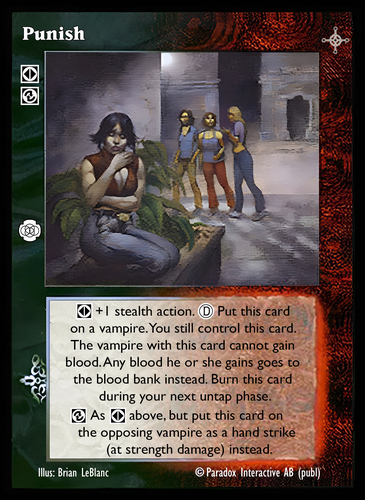 Punish
+1 stealth action. D Put this card
on a vampire. You still control this card.
The vampire with this card cannot gain
blood. Any blood he or she gains goes to
the blood bank instead. Burn this card
during your next untap phase.
As above, but put this card on
the opposing vampire as a hand strike
(at strength damage) instead.
Illus: Brian LeBlanc © Paradox Interactive AB (publ)